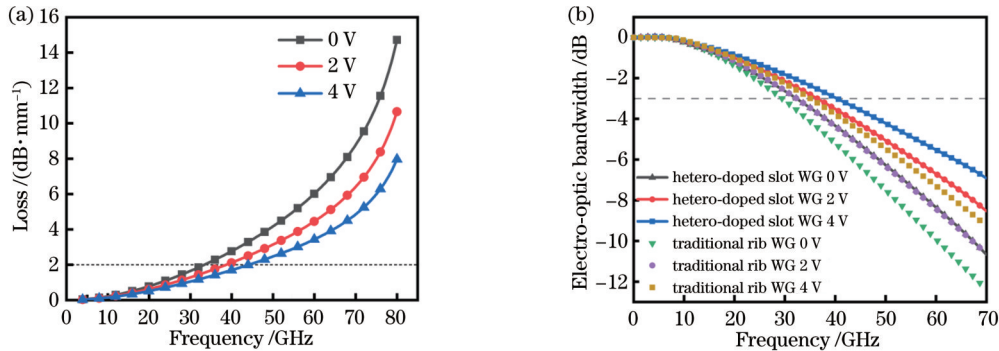 (a)
16
14
12
10
8
6
4
2
0
Loss /(dB· mm⁻¹)
0 V
2 V
4 V
0 10 20 30 40 50 60 70 80
Frequency /GHz
(b)
0
−2
−4
−6
−8
−10
−12
Electro-optic bandwidth /dB
hetero-doped slot WG 0 V
hetero-doped slot WG 2 V
hetero-doped slot WG 4 V
traditional rib WG 0 V
traditional rib WG 2 V
traditional rib WG 4 V
0 10 20 30 40 50 60 70
Frequency /GHz